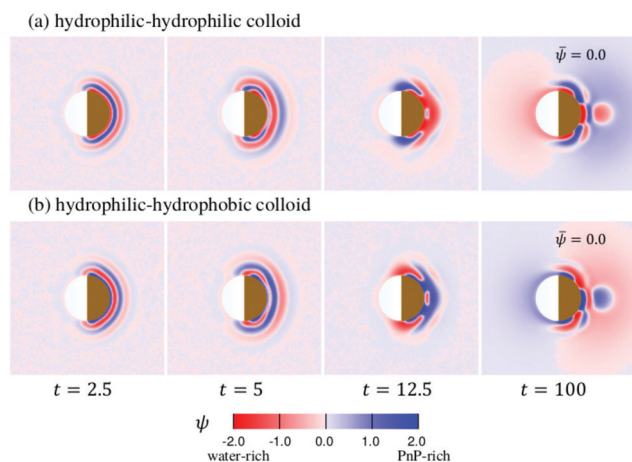 (a) hydrophilic-hydrophilic colloid
ψ̄ = 0.0
(b) hydrophilic-hydrophobic colloid
ψ̄ = 0.0
t = 2.5 t = 5 t = 12.5 t = 100
ψ
-2.0 -1.0 0.0 1.0 2.0
water-rich PnP-rich